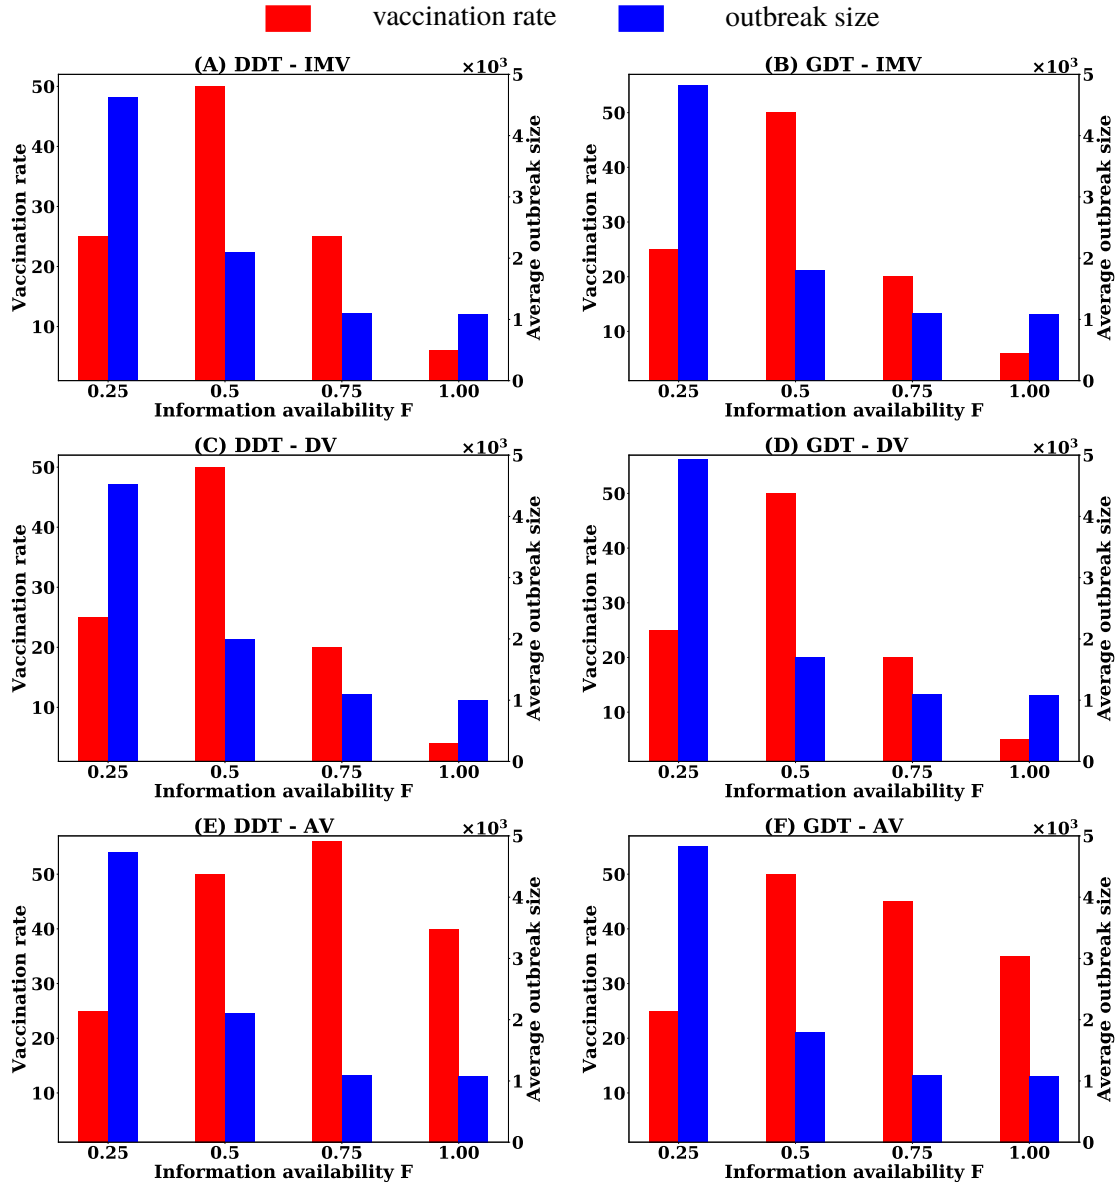 vaccination rate outbreak size
(A) DDT - IMV ×10³ (B) GDT - IMV ×10³
Vaccination rate
50
40
30
20
10
5
4
3
2
1
0
Average outbreak size
0.25 0.5 0.75 1.00
Information availability F
Vaccination rate
50
40
30
20
10
5
4
3
2
1
0
Average outbreak size
0.25 0.5 0.75 1.00
Information availability F
(C) DDT - DV ×10³ (D) GDT - DV ×10³
Vaccination rate
50
40
30
20
10
5
4
3
2
1
0
Average outbreak size
0.25 0.5 0.75 1.00
Information availability F
Vaccination rate
50
40
30
20
10
5
4
3
2
1
0
Average outbreak size
0.25 0.5 0.75 1.00
Information availability F
(E) DDT - AV ×10³ (F) GDT - AV ×10³
Vaccination rate
50
40
30
20
10
5
4
3
2
1
0
Average outbreak size
0.25 0.5 0.75 1.00
Information availability F
Vaccination rate
50
40
30
20
10
5
4
3
2
1
0
Average outbreak size
0.25 0.5 0.75 1.00
Information availability F